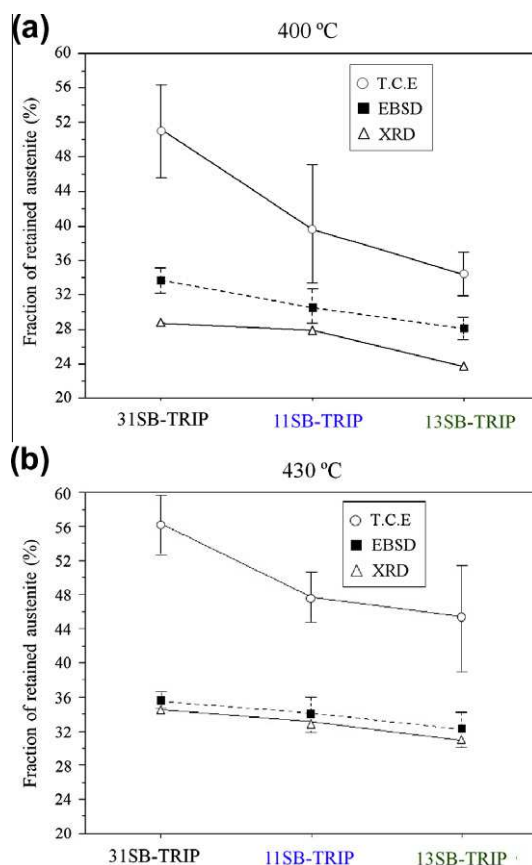 (a)
400 ºC
Fraction of retained austenite (%)
60
56
52
48
44
40
36
32
28
24
20
T.C.E
EBSD
XRD
31SB-TRIP 11SB-TRIP 13SB-TRIP
(b)
430 ºC
Fraction of retained austenite (%)
60
56
52
48
44
40
36
32
28
24
20
T.C.E
EBSD
XRD
31SB-TRIP 11SB-TRIP 13SB-TRIP